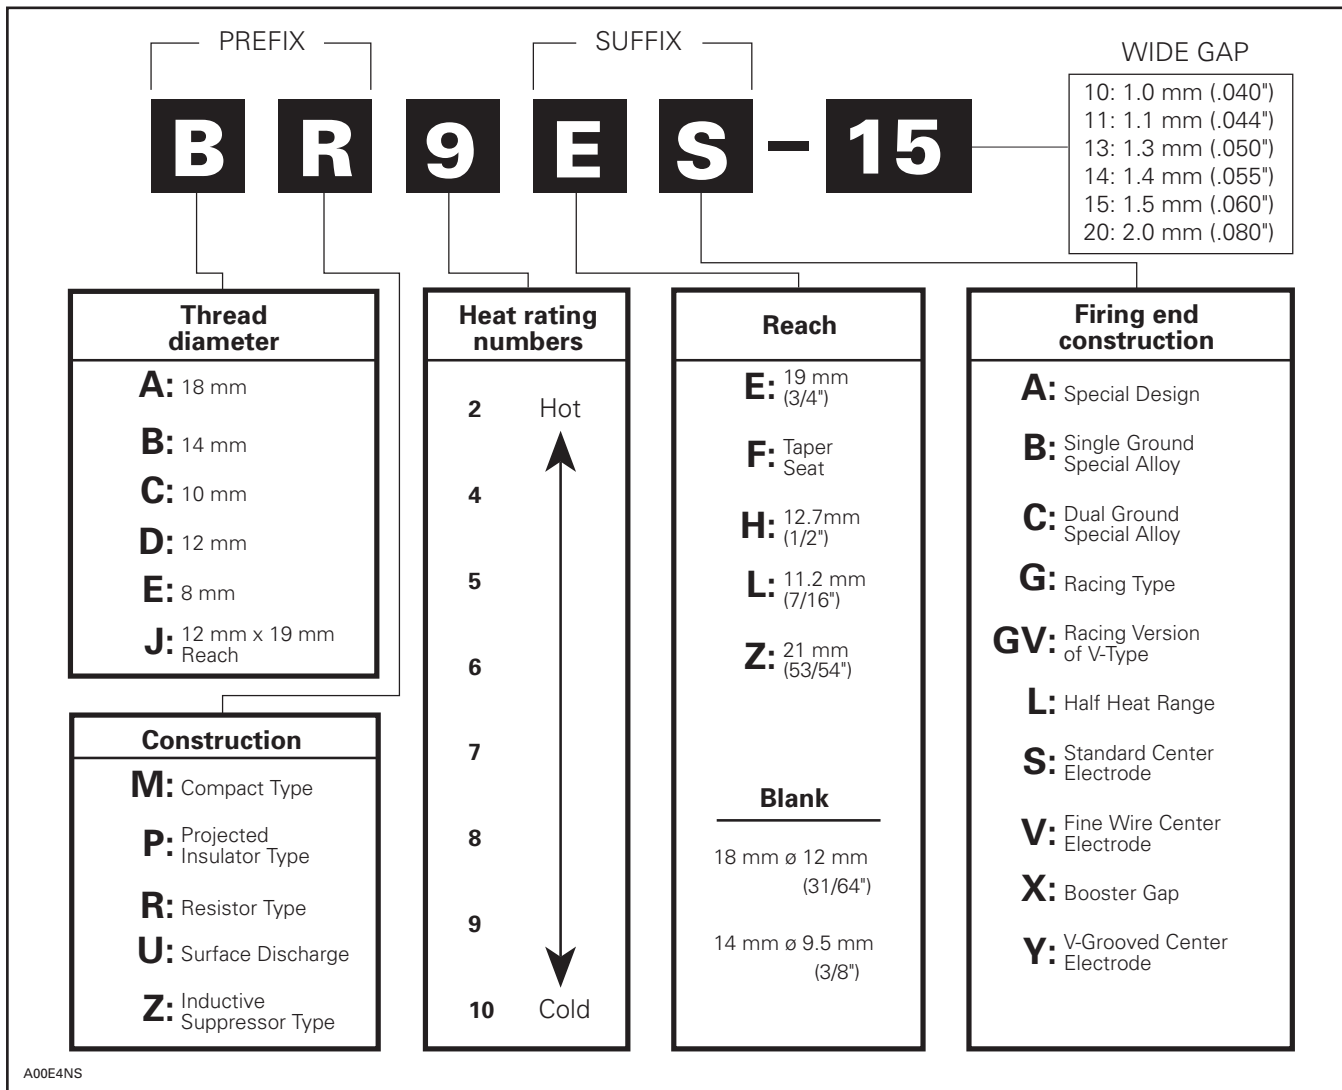 PREFIX
SUFFIX
WIDE GAP
B R 9 E S - 15
10: 1.0 mm (.040")
11: 1.1 mm (.044")
13: 1.3 mm (.050")
14: 1.4 mm (.055")
15: 1.5 mm (.060")
20: 2.0 mm (.080")
Thread
diameter
A: 18 mm
B: 14 mm
C: 10 mm
D: 12 mm
E: 8 mm
J: 12 mm x 19 mm
Reach
Construction
M: Compact Type
P: Projected
Insulator Type
R: Resistor Type
U: Surface Discharge
Z: Inductive
Suppressor Type
Heat rating
numbers
2 Hot
4
5
6
7
8
9
10 Cold
Reach
E: 19 mm
(3/4")
F: Taper
Seat
H: 12.7mm
(1/2")
L: 11.2 mm
(7/16")
Z: 21 mm
(53/54")
Blank
18 mm ø 12 mm
(31/64")
14 mm ø 9.5 mm
(3/8")
Firing end
construction
A: Special Design
B: Single Ground
Special Alloy
C: Dual Ground
Special Alloy
G: Racing Type
GV: Racing Version
of V-Type
L: Half Heat Range
S: Standard Center
Electrode
V: Fine Wire Center
Electrode
X: Booster Gap
Y: V-Grooved Center
Electrode
A00E4NS